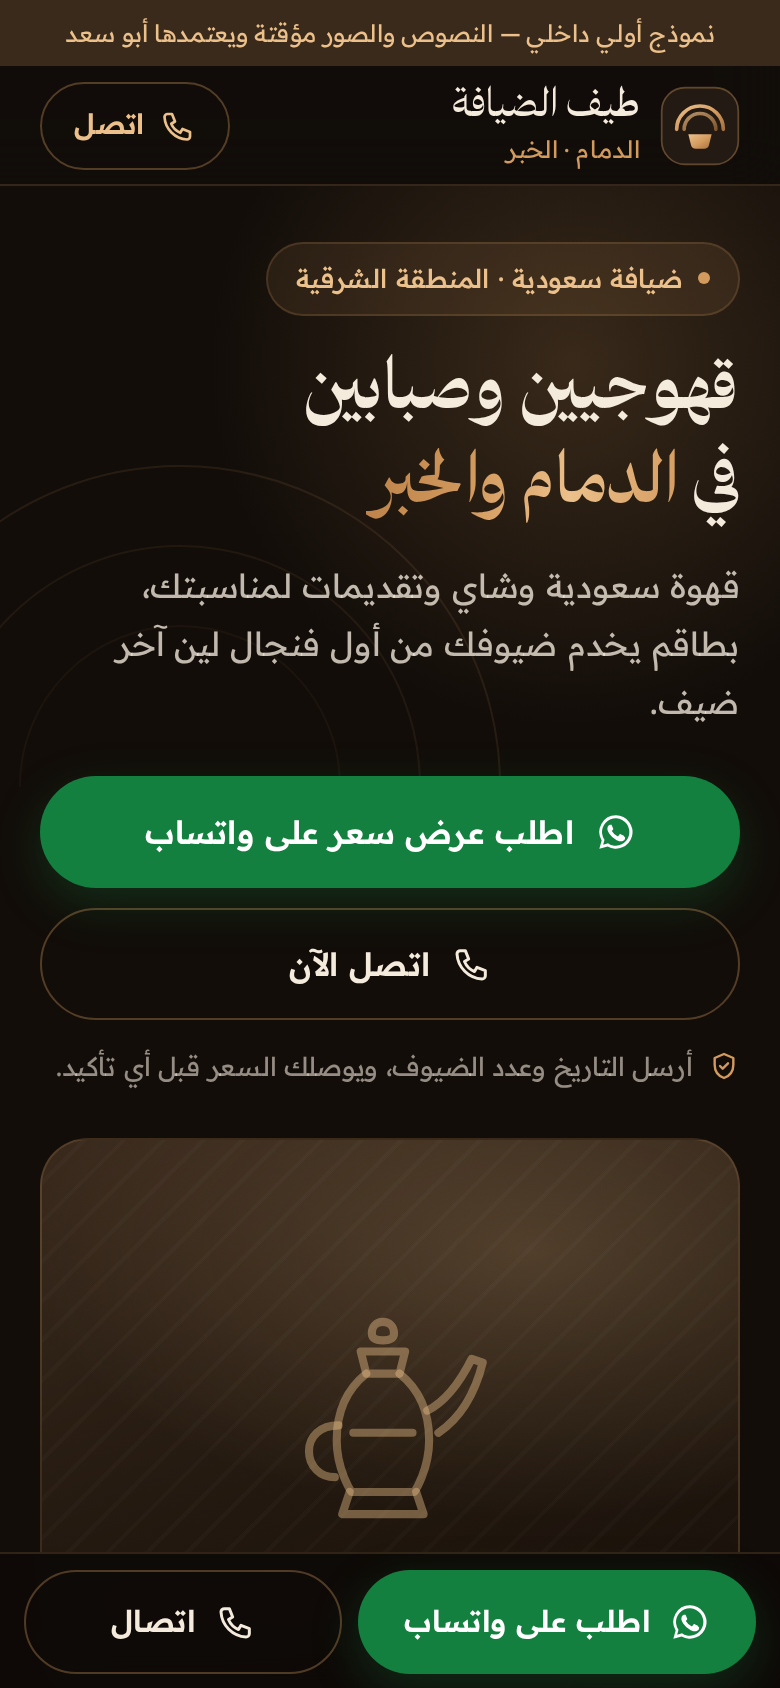 نموذج أولي داخلي — النصوص والصور مؤقتة ويعتمدها أبو سعد
طيف الضيافة
الدمام · الخبر
اتصل
ضيافة سعودية · المنطقة الشرقية
قهوجيين وصبابين
في الدمام والخبر
قهوة سعودية وشاي وتقديمات لمناسبتك،
بطاقم يخدم ضيوفك من أول فنجال لين آخر
ضيف.
اطلب عرض سعر على واتساب
اتصل الآن
أرسل التاريخ وعدد الضيوف، ويوصلك السعر قبل أي تأكيد.
اطلب على واتساب
اتصال